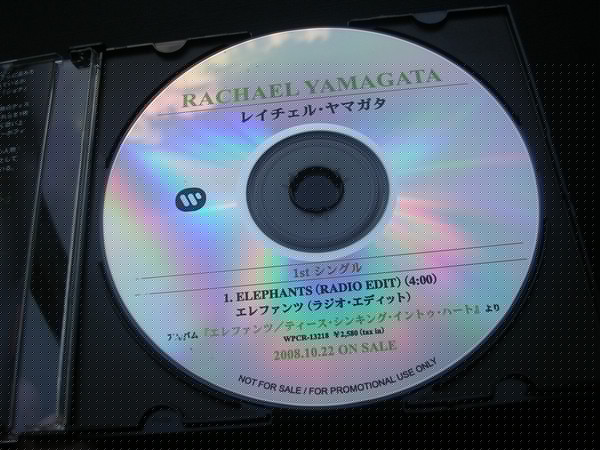 RACHAEL YAMAGATA
レイチェル・ヤマガタ
1st シングル
1. ELEPHANTS (RADIO EDIT) (4:00)
エレファンツ (ラジオ・エディット)
アルバム『エレファンツ／ティース・シンキング・イントゥ・ハート』より
WPCR-13218 ¥2,580 (tax in)
2008.10.22 ON SALE
NOT FOR SALE / FOR PROMOTIONAL USE ONLY